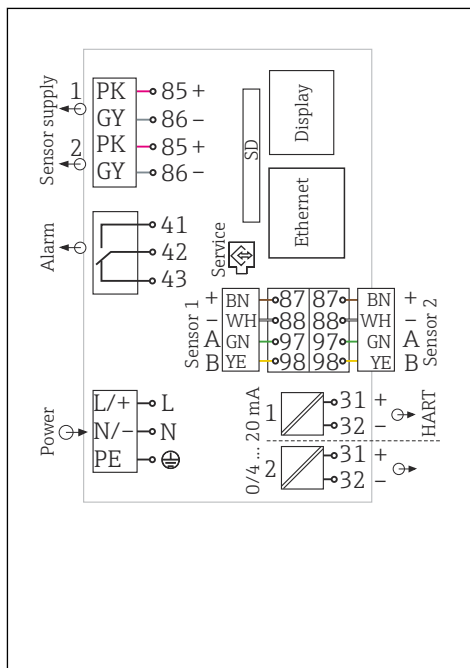 Sensor supply
1 PK 85 +
GY 86 −
2 PK 85 +
GY 86 −
Display
SD
Ethernet
Alarm
41
42
43
Service
Sensor 1
+ BN 87 87 BN +
− WH 88 88 WH −
A GN 97 97 GN A
B YE 98 98 YE B
Sensor 2
Power
L/+ L
N/− N
PE
0/4 ... 20 mA
1 31 +
32 −
HART
2 31 +
32 −